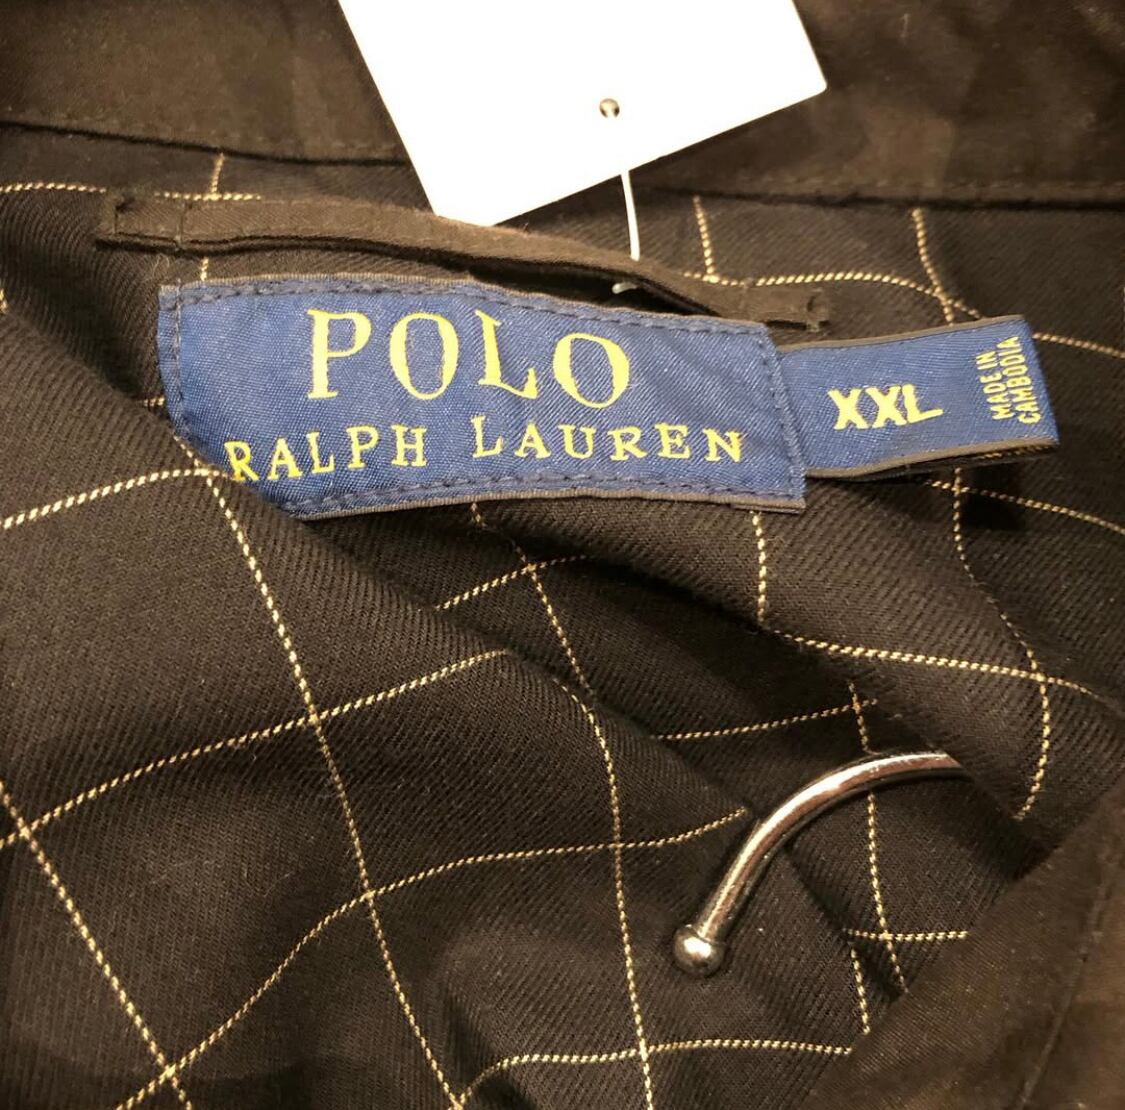 POLO
RALPH LAUREN
XXL
MADE IN
CAMBODIA